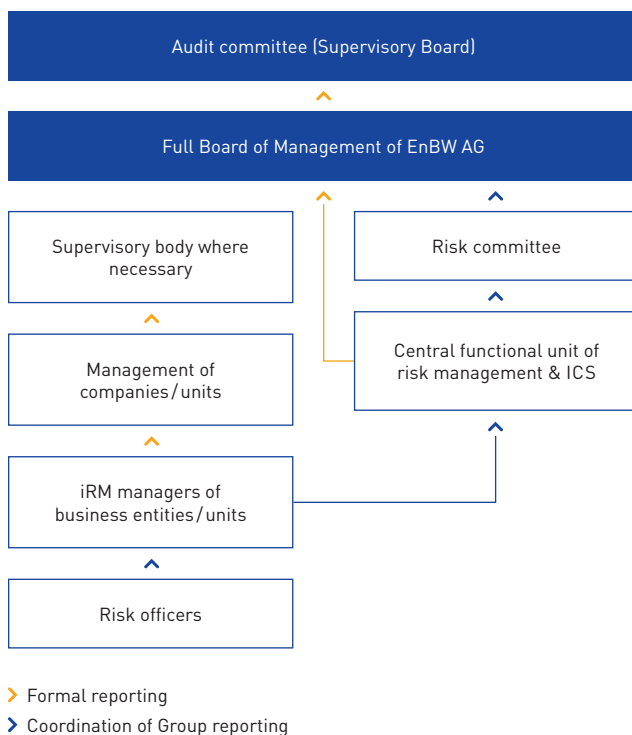 Audit committee (Supervisory Board)
Full Board of Management of EnBW AG
Supervisory body where
necessary
Risk committee
Management of
companies/units
Central functional unit of
risk management & ICS
iRM managers of
business entities/units
Risk officers
Formal reporting
Coordination of Group reporting